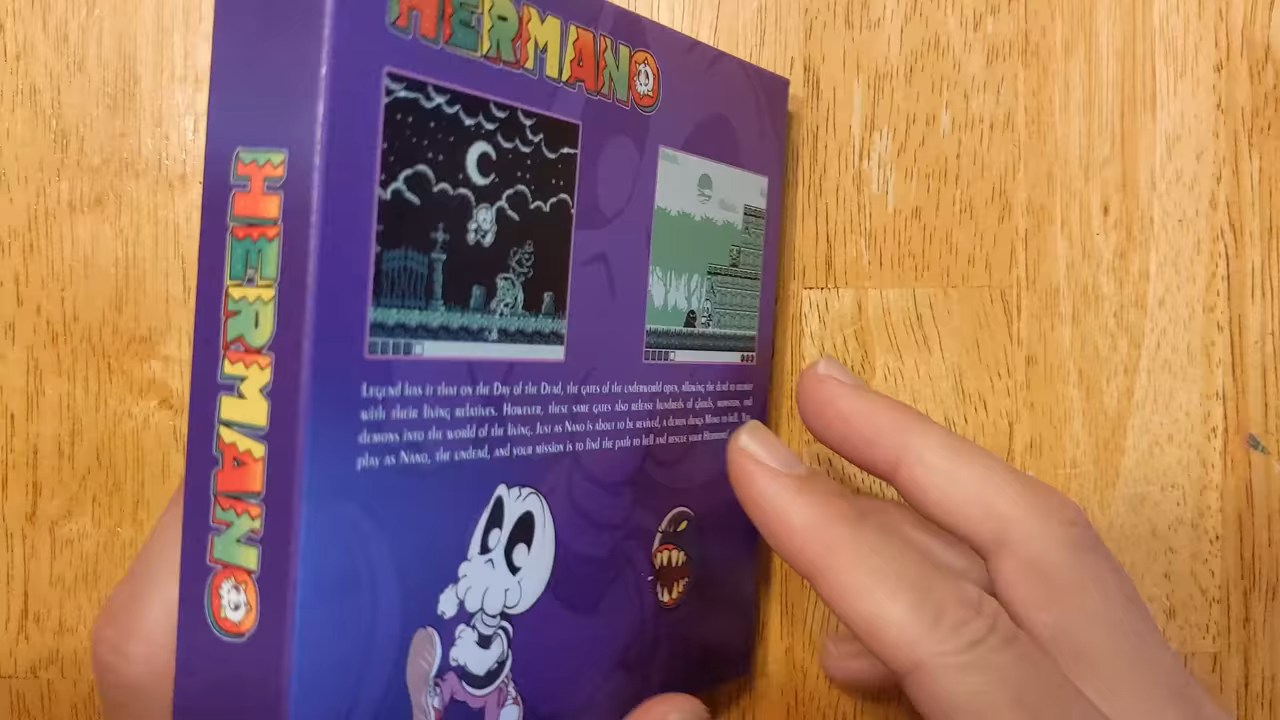 HERMANO
HERMANO
Legend has it that on the Day of the Dead, the gates of the underworld open, allowing the dead to
with their living relatives. However, these same gates also release hundreds of ghouls, monsters, and
demons into the world of the living. Just as Nano is about to be revived, a demon drags Mono to hell. You
play as Nano, the undead, and your mission is to find the path to hell and rescue your Hermano!